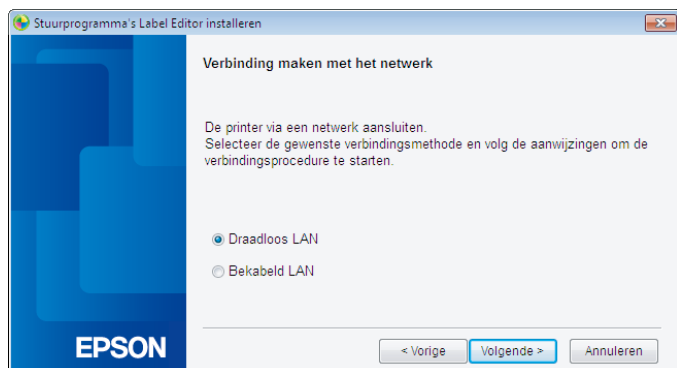 Stuurprogramma's Label Editor installeren
Verbinding maken met het netwerk
De printer via een netwerk aansluiten.
Selecteer de gewenste verbindingsmethode en volg de aanwijzingen om de
verbindingsprocedure te starten.
Draadloos LAN
Bekabeld LAN
EPSON
< Vorige
Volgende >
Annuleren